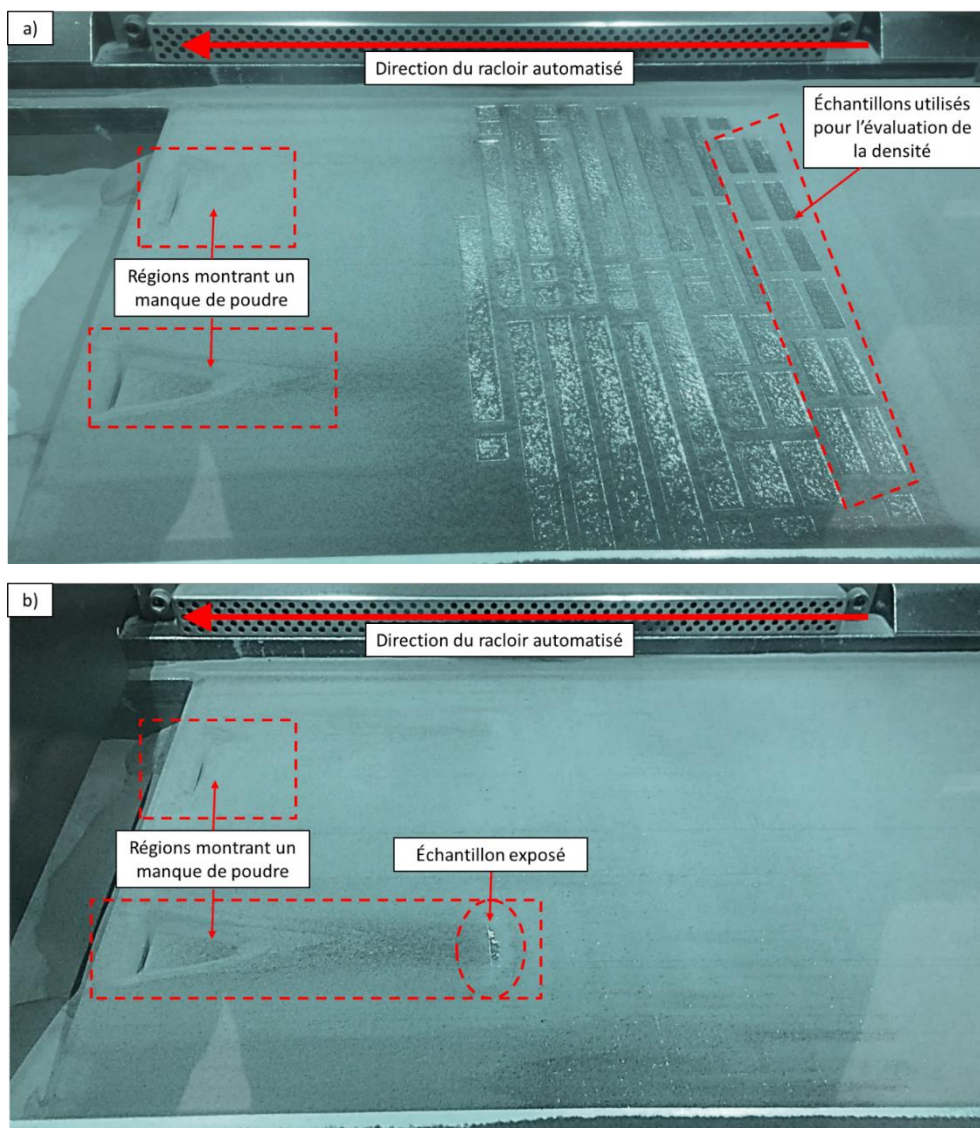 a)
Direction du racloir automatisé
Échantillons utilisés
pour l'évaluation de
la densité
Régions montrant un
manque de poudre
b)
Direction du racloir automatisé
Régions montrant un
manque de poudre
Échantillon exposé